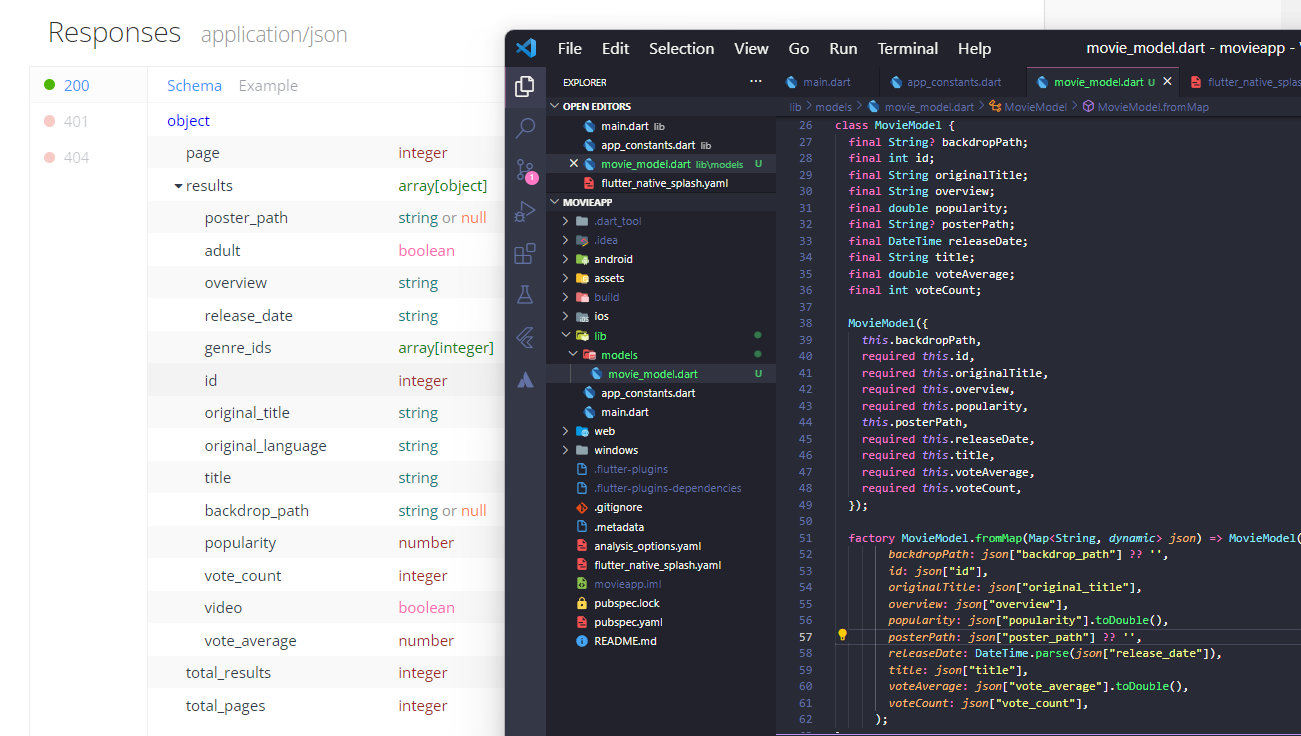 Responses application/json
200
401
404
Schema Example
object
page integer
results array[object]
poster_path string or null
adult boolean
overview string
release_date string
genre_ids array[integer]
id integer
original_title string
original_language string
title string
backdrop_path string or null
popularity number
vote_count integer
video boolean
vote_average number
total_results integer
total_pages integer
File Edit Selection View Go Run Terminal Help movie_model.dart - movieapp -
EXPLORER ...
OPEN EDITORS
main.dart lib
app_constants.dart lib
movie_model.dart lib\models U
flutter_native_splash.yaml
1
MOVIEAPP
.dart_tool
.idea
android
assets
build
ios
lib
models
movie_model.dart U
app_constants.dart
main.dart
web
windows
.flutter-plugins
.flutter-plugins-dependencies
.gitignore
.metadata
analysis_options.yaml
flutter_native_splash.yaml
movieapp.iml
pubspec.lock
pubspec.yaml
README.md
main.dart app_constants.dart movie_model.dart U flutter_native_splas
lib > models > movie_model.dart > MovieModel > MovieModel.fromMap
26 class MovieModel {
27 final String? backdropPath;
28 final int id;
29 final String originalTitle;
30 final String overview;
31 final double popularity;
32 final String? posterPath;
33 final DateTime releaseDate;
34 final String title;
35 final double voteAverage;
36 final int voteCount;
37
38 MovieModel({
39 this.backdropPath,
40 required this.id,
41 required this.originalTitle,
42 required this.overview,
43 required this.popularity,
44 this.posterPath,
45 required this.releaseDate,
46 required this.title,
47 required this.voteAverage,
48 required this.voteCount,
49 });
50
51 factory MovieModel.fromMap(Map<String, dynamic> json) => MovieModel(
52 backdropPath: json["backdrop_path"] ?? '',
53 id: json["id"],
54 originalTitle: json["original_title"],
55 overview: json["overview"],
56 popularity: json["popularity"].toDouble(),
57 posterPath: json["poster_path"] ?? '',
58 releaseDate: DateTime.parse(json["release_date"]),
59 title: json["title"],
60 voteAverage: json["vote_average"].toDouble(),
61 voteCount: json["vote_count"],
62 );